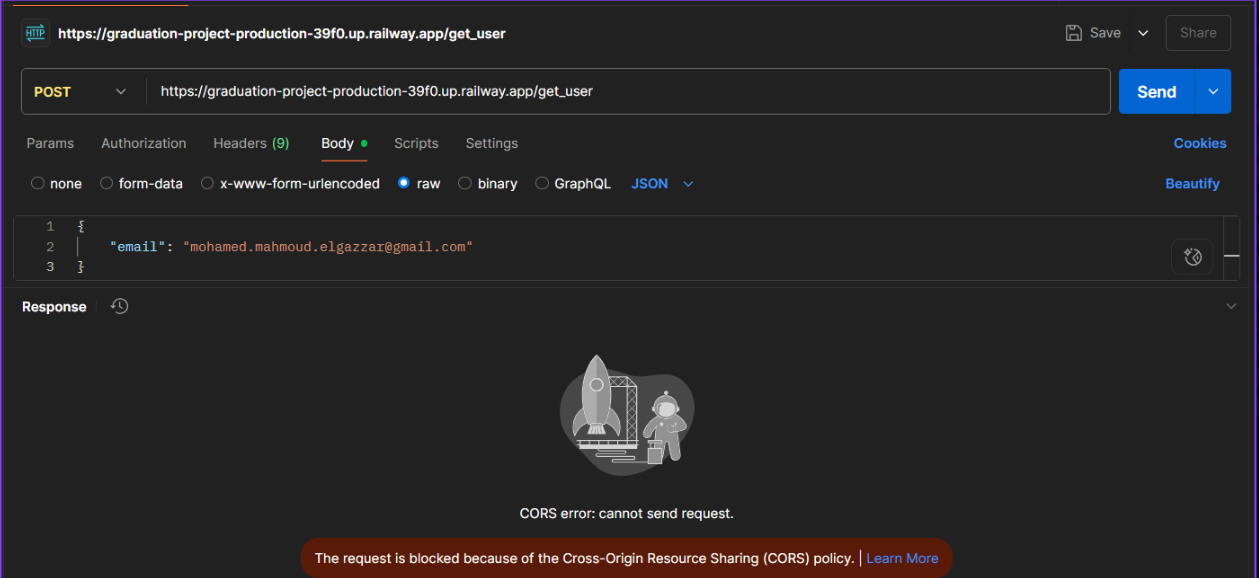 HTTP https://graduation-project-production-39f0.up.railway.app/get_user Save Share
POST https://graduation-project-production-39f0.up.railway.app/get_user Send
Params Authorization Headers (9) Body Scripts Settings Cookies
none form-data x-www-form-urlencoded raw binary GraphQL JSON Beautify
1 {
2 "email": "mohamed.mahmoud.elgazzar@gmail.com"
3 }
Response
CORS error: cannot send request.
The request is blocked because of the Cross-Origin Resource Sharing (CORS) policy. | Learn More